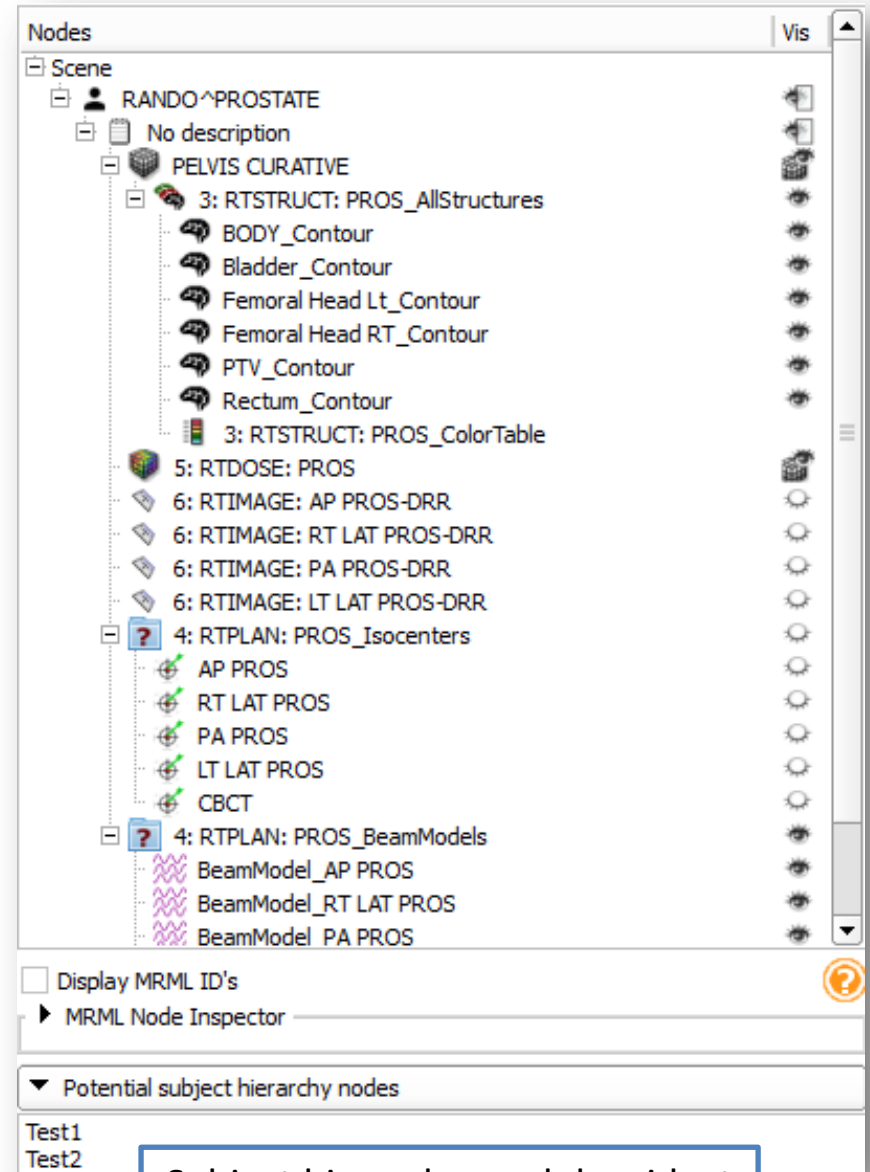 Nodes Vis
Scene
RANDO^PROSTATE
No description
PELVIS CURATIVE
3: RTSTRUCT: PROS_AllStructures
BODY_Contour
Bladder_Contour
Femoral Head Lt_Contour
Femoral Head RT_Contour
PTV_Contour
Rectum_Contour
3: RTSTRUCT: PROS_ColorTable
5: RTDOSE: PROS
6: RTIMAGE: AP PROS-DRR
6: RTIMAGE: RT LAT PROS-DRR
6: RTIMAGE: PA PROS-DRR
6: RTIMAGE: LT LAT PROS-DRR
4: RTPLAN: PROS_Isocenters
AP PROS
RT LAT PROS
PA PROS
LT LAT PROS
CBCT
4: RTPLAN: PROS_BeamModels
BeamModel_AP PROS
BeamModel_RT LAT PROS
BeamModel_PA PROS
Display MRML ID's
MRML Node Inspector
Potential subject hierarchy nodes
Test1
Test2